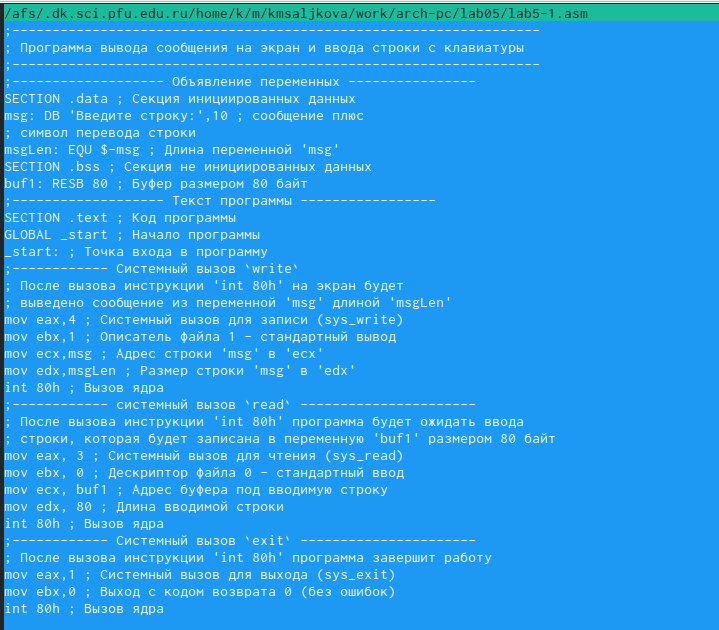 /afs/.dk.sci.pfu.edu.ru/home/k/m/kmsaljkova/work/arch-pc/lab05/lab5-1.asm
;------------------------------------------------------------------
; Программа вывода сообщения на экран и ввода строки с клавиатуры
;------------------------------------------------------------------
;------------------- Объявление переменных ----------------
SECTION .data ; Секция инициированных данных
msg: DB 'Введите строку:',10 ; сообщение плюс
; символ перевода строки
msgLen: EQU $-msg ; Длина переменной 'msg'
SECTION .bss ; Секция не инициированных данных
buf1: RESB 80 ; Буфер размером 80 байт
;------------------- Текст программы -----------------
SECTION .text ; Код программы
GLOBAL _start ; Начало программы
_start: ; Точка входа в программу
;------------ Системный вызов `write`
; После вызова инструкции 'int 80h' на экран будет
; выведено сообщение из переменной 'msg' длиной 'msgLen'
mov eax,4 ; Системный вызов для записи (sys_write)
mov ebx,1 ; Описатель файла 1 - стандартный вывод
mov ecx,msg ; Адрес строки 'msg' в 'ecx'
mov edx,msgLen ; Размер строки 'msg' в 'edx'
int 80h ; Вызов ядра
;------------ системный вызов `read` ----------------------
; После вызова инструкции 'int 80h' программа будет ожидать ввода
; строки, которая будет записана в переменную 'buf1' размером 80 байт
mov eax, 3 ; Системный вызов для чтения (sys_read)
mov ebx, 0 ; Дескриптор файла 0 - стандартный ввод
mov ecx, buf1 ; Адрес буфера под вводимую строку
mov edx, 80 ; Длина вводимой строки
int 80h ; Вызов ядра
;------------ Системный вызов `exit` ----------------------
; После вызова инструкции 'int 80h' программа завершит работу
mov eax,1 ; Системный вызов для выхода (sys_exit)
mov ebx,0 ; Выход с кодом возврата 0 (без ошибок)
int 80h ; Вызов ядра